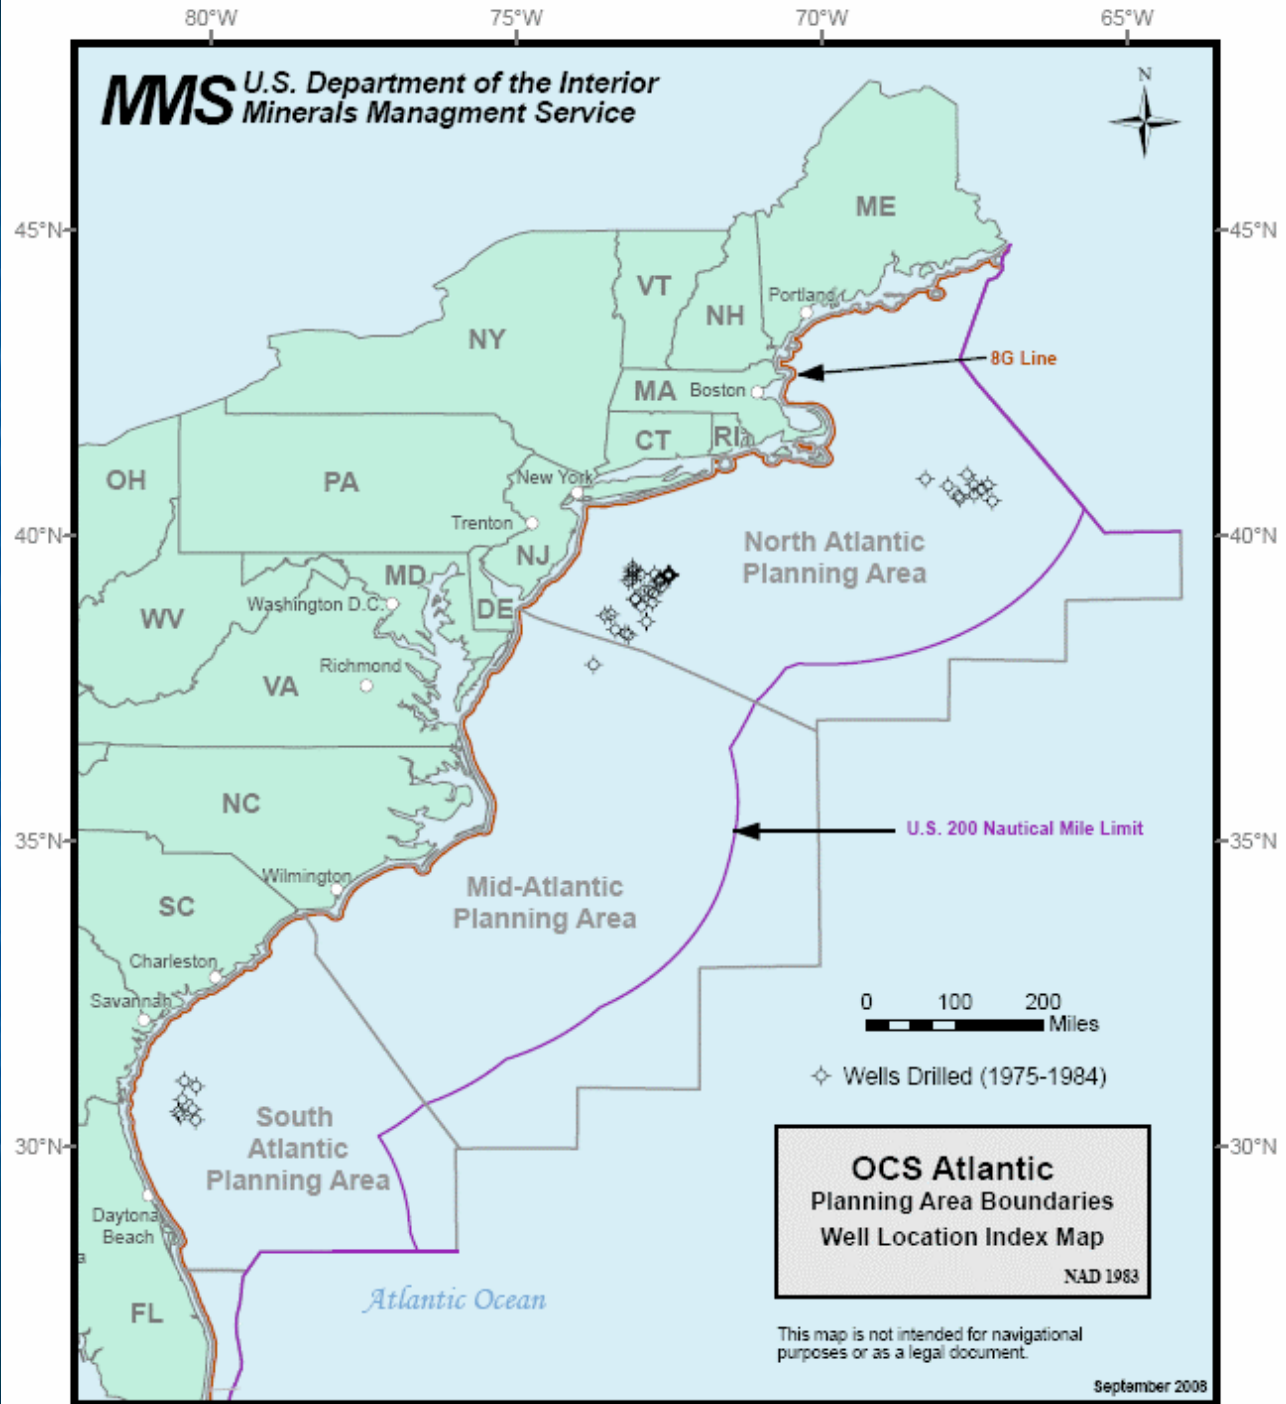 80°W 75°W 70°W 65°W
MMS
U.S. Department of the Interior
Minerals Managment Service
N
45°N
45°N
ME
VT
NH
Portland
NY
8G Line
MA
Boston
CT
RI
OH
PA
New York
Trenton
40°N
40°N
NJ
North Atlantic
Planning Area
MD
Washington D.C.
DE
WV
Richmond
VA
NC
U.S. 200 Nautical Mile Limit
35°N
35°N
Wilmington
Mid-Atlantic
Planning Area
SC
Charleston
Savannah
0 100 200
Miles
Wells Drilled (1975-1984)
South
Atlantic
Planning Area
30°N
30°N
OCS Atlantic
Planning Area Boundaries
Well Location Index Map
NAD 1983
Daytona
Beach
a
FL
Atlantic Ocean
This map is not intended for navigational
purposes or as a legal document.
September 2008